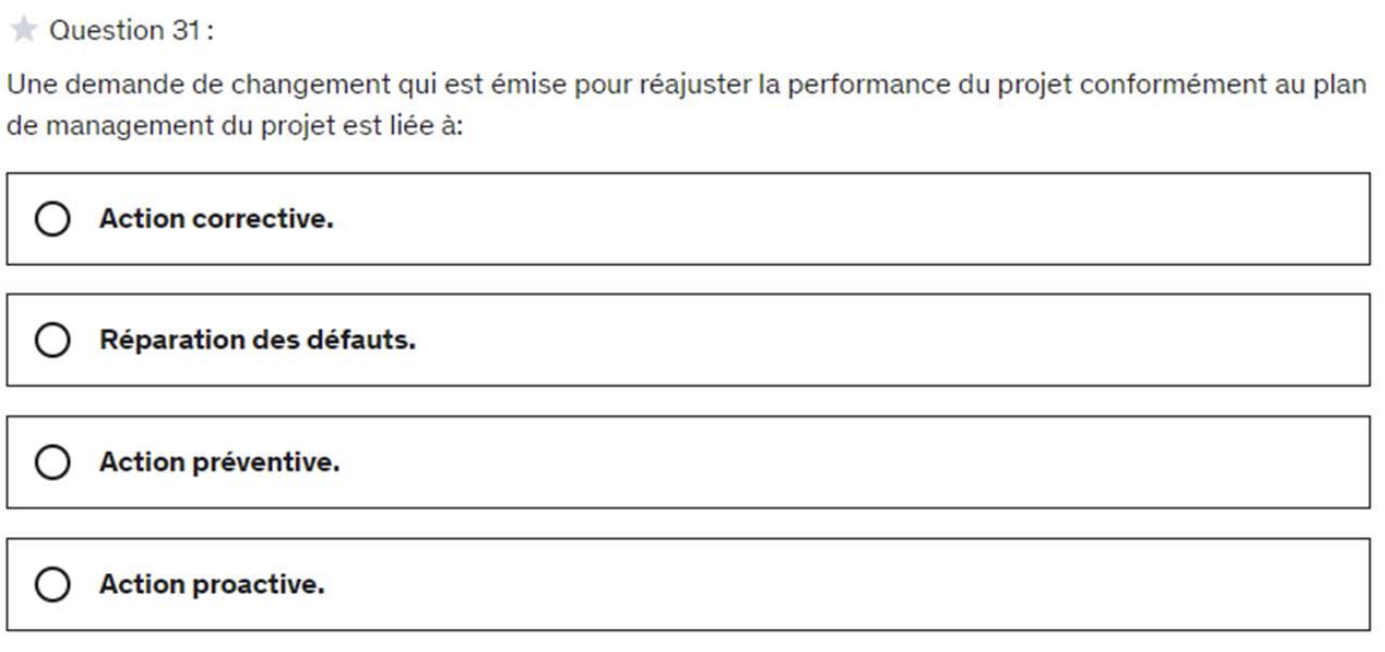 Question 31 :
Une demande de changement qui est émise pour réajuster la performance du projet conformément au plan
de management du projet est liée à:
Action corrective.
Réparation des défauts.
Action préventive.
Action proactive.